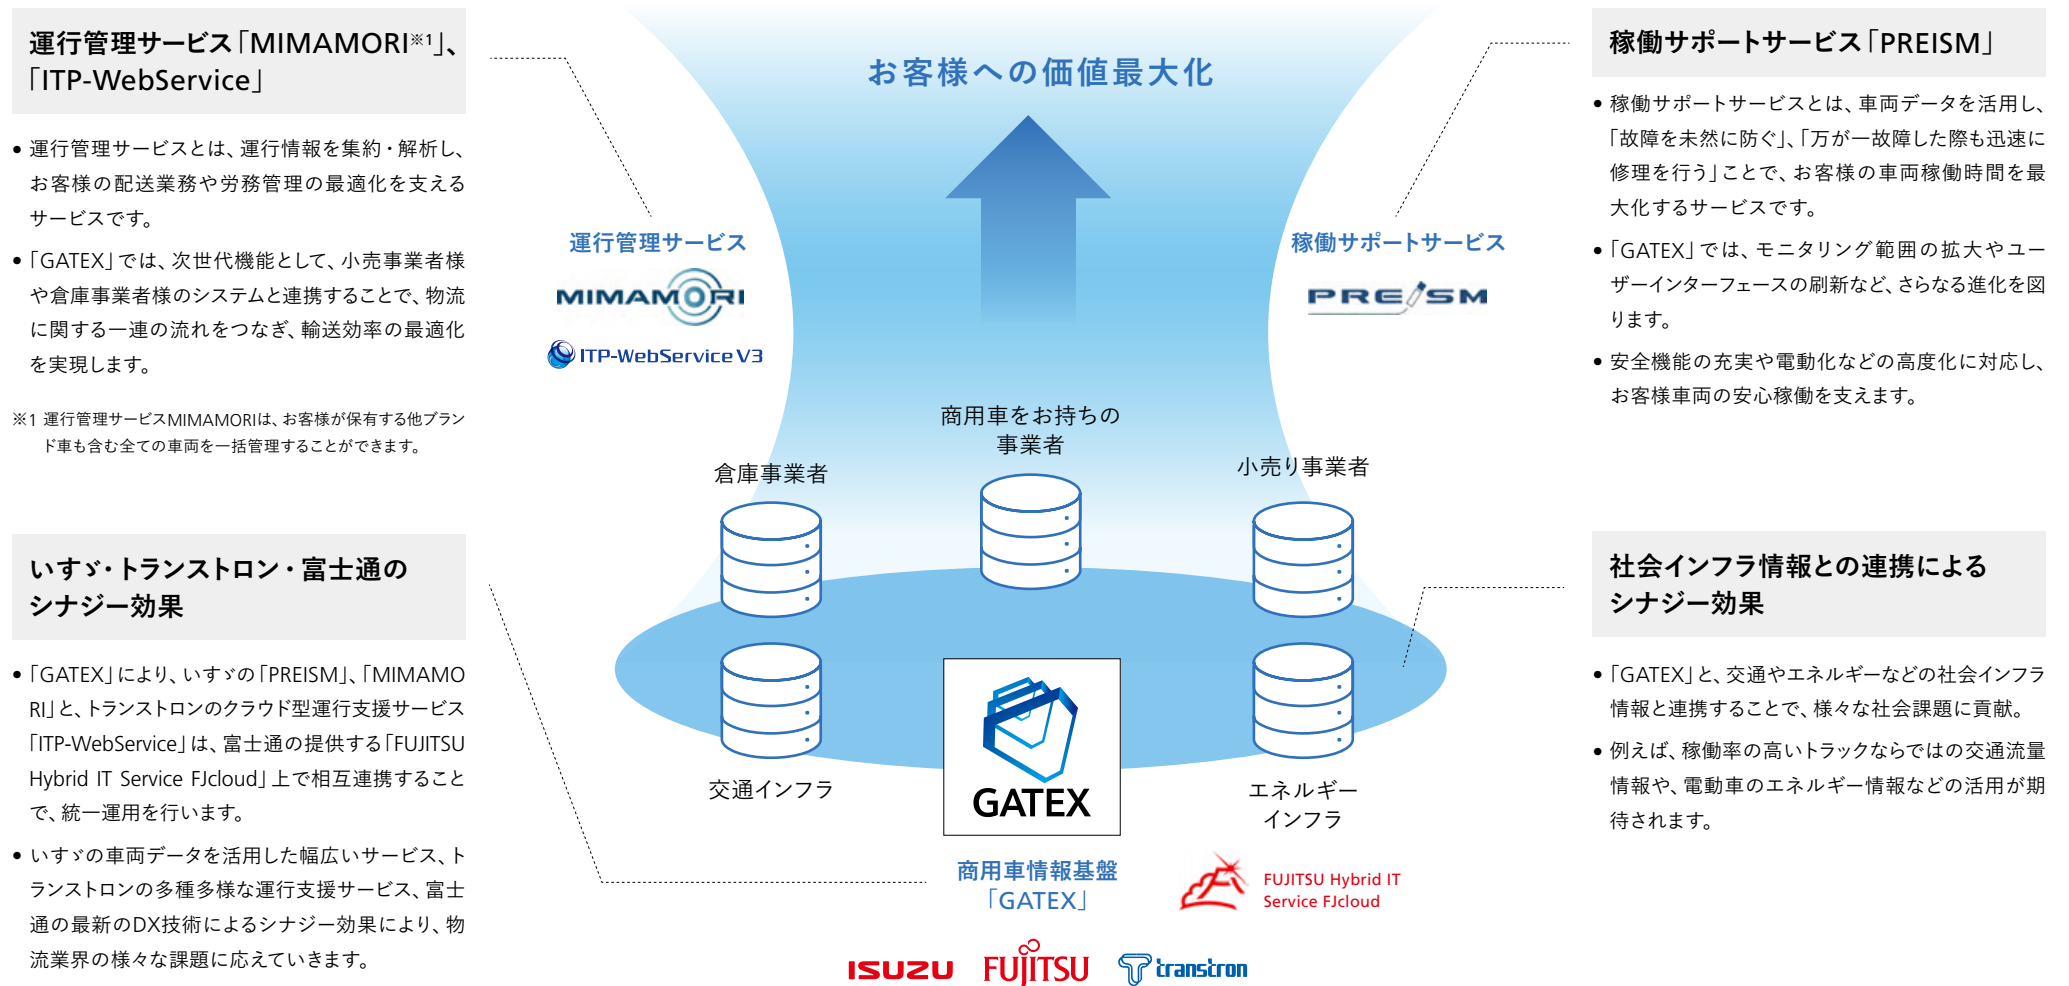 運行管理サービス「MIMAMORI※1」、
「ITP-WebService」
● 運行管理サービスとは、運行情報を集約・解析し、
お客様の配送業務や労務管理の最適化を支える
サービスです。
● 「GATEX」では、次世代機能として、小売事業者様
や倉庫事業者様のシステムと連携することで、物流
に関する一連の流れをつなぎ、輸送効率の最適化
を実現します。
※1 運行管理サービスMIMAMORIは、お客様が保有する他ブラン
ド車も含む全ての車両を一括管理することができます。
いすゞ・トランストロン・富士通の
シナジー効果
● 「GATEX」により、いすゞの「PREISM」、「MIMAMO
RI」と、トランストロンのクラウド型運行支援サービス
「ITP-WebService」は、富士通の提供する「FUJITSU
Hybrid IT Service FJcloud」上で相互連携すること
で、統一運用を行います。
● いすゞの車両データを活用した幅広いサービス、ト
ランストロンの多種多様な運行支援サービス、富士
通の最新のDX技術によるシナジー効果により、物
流業界の様々な課題に応えていきます。
お客様への価値最大化
運行管理サービス
MIMAMORI
ITP-WebService V3
稼働サポートサービス
PREISM
商用車をお持ちの
事業者
倉庫事業者
小売り事業者
交通インフラ
GATEX
エネルギー
インフラ
商用車情報基盤
「GATEX」
FUJITSU Hybrid IT
Service FJcloud
ISUZU
FUJITSU
transtron
稼働サポートサービス「PREISM」
● 稼働サポートサービスとは、車両データを活用し、
「故障を未然に防ぐ」、「万が一故障した際も迅速に
修理を行う」ことで、お客様の車両稼働時間を最
大化するサービスです。
● 「GATEX」では、モニタリング範囲の拡大やユー
ザーインターフェースの刷新など、さらなる進化を図
ります。
● 安全機能の充実や電動化などの高度化に対応し、
お客様車両の安心稼働を支えます。
社会インフラ情報との連携による
シナジー効果
● 「GATEX」と、交通やエネルギーなどの社会インフラ
情報と連携することで、様々な社会課題に貢献。
● 例えば、稼働率の高いトラックならではの交通流量
情報や、電動車のエネルギー情報などの活用が期
待されます。